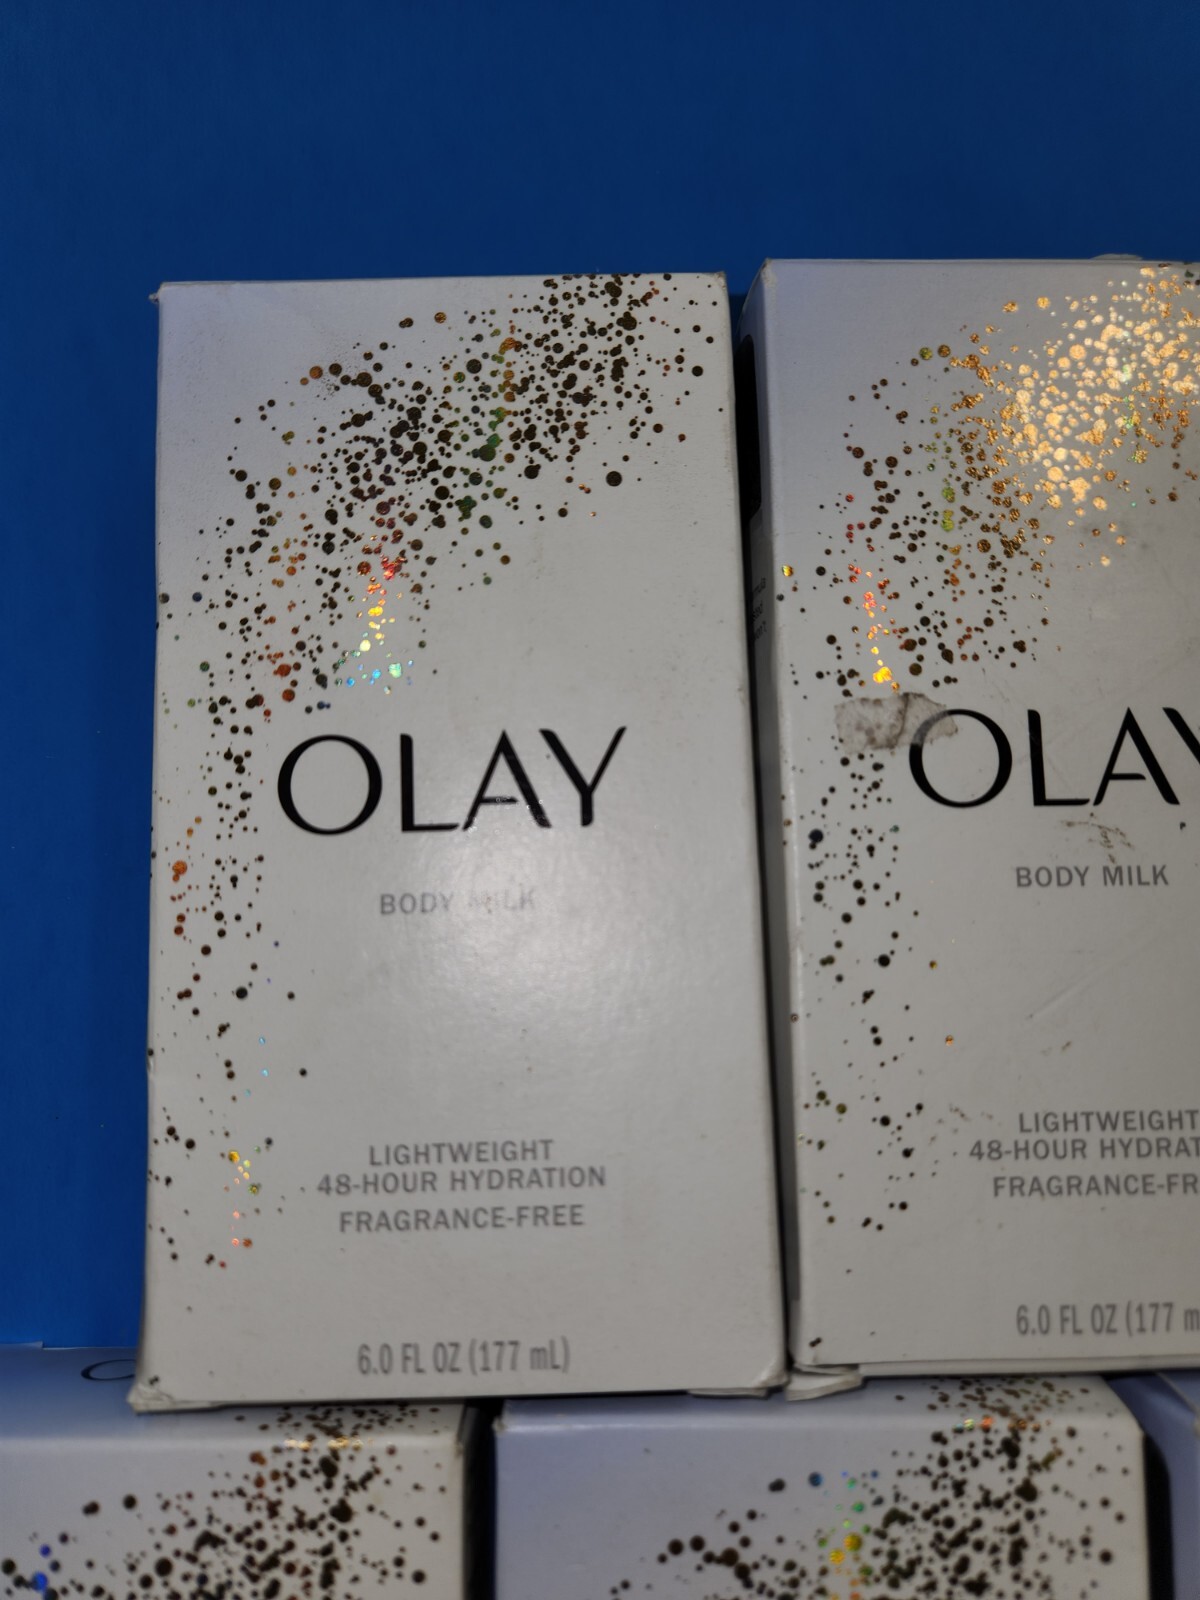 OLAY
BODY MILK
LIGHTWEIGHT
48-HOUR HYDRATION
FRAGRANCE-FREE
6.0 FL OZ (177 mL)
OLAY
BODY MILK
LIGHTWEIGHT
48-HOUR HYDRAT
FRAGRANCE-FR
6.0 FL OZ (177 m